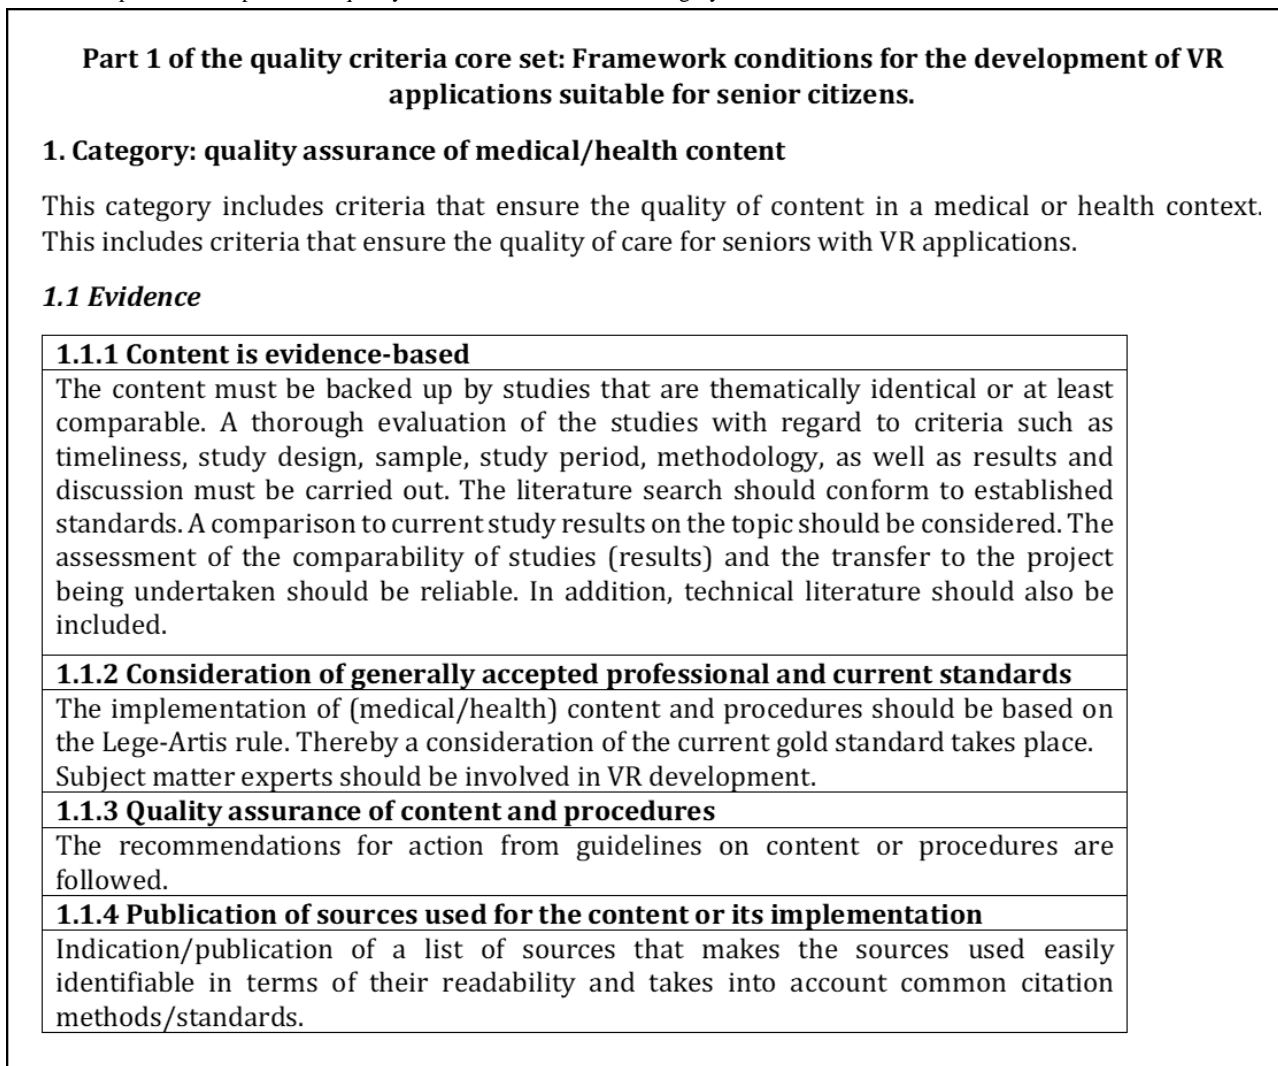 Part 1 of the quality criteria core set: Framework conditions for the development of VR
applications suitable for senior citizens.
1. Category: quality assurance of medical/health content
This category includes criteria that ensure the quality of content in a medical or health context.
This includes criteria that ensure the quality of care for seniors with VR applications.
1.1 Evidence
1.1.1 Content is evidence-based
The content must be backed up by studies that are thematically identical or at least
comparable. A thorough evaluation of the studies with regard to criteria such as
timeliness, study design, sample, study period, methodology, as well as results and
discussion must be carried out. The literature search should conform to established
standards. A comparison to current study results on the topic should be considered. The
assessment of the comparability of studies (results) and the transfer to the project
being undertaken should be reliable. In addition, technical literature should also be
included.
1.1.2 Consideration of generally accepted professional and current standards
The implementation of (medical/health) content and procedures should be based on
the Lege-Artis rule. Thereby a consideration of the current gold standard takes place.
Subject matter experts should be involved in VR development.
1.1.3 Quality assurance of content and procedures
The recommendations for action from guidelines on content or procedures are
followed.
1.1.4 Publication of sources used for the content or its implementation
Indication/publication of a list of sources that makes the sources used easily
identifiable in terms of their readability and takes into account common citation
methods/standards.